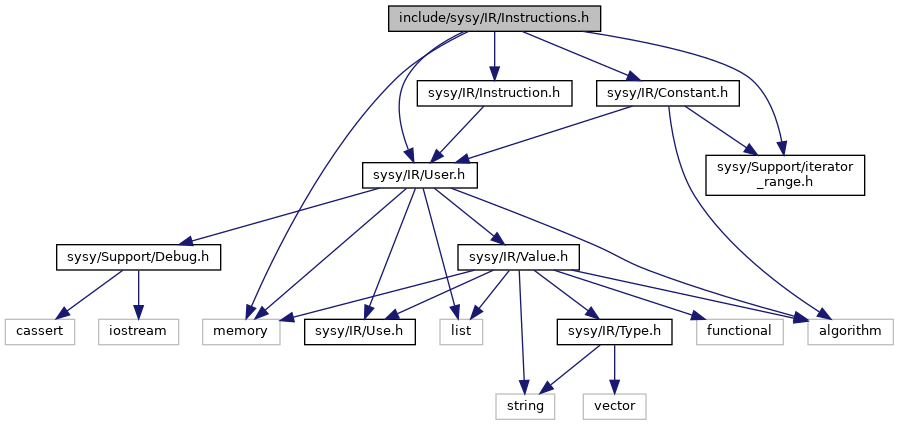 include/sysy/IR/Instructions.h
sysy/IR/Instruction.h
sysy/IR/Constant.h
sysy/IR/User.h
sysy/Support/iterator
_range.h
sysy/Support/Debug.h
sysy/IR/Value.h
cassert
iostream
memory
sysy/IR/Use.h
list
sysy/IR/Type.h
functional
algorithm
string
vector